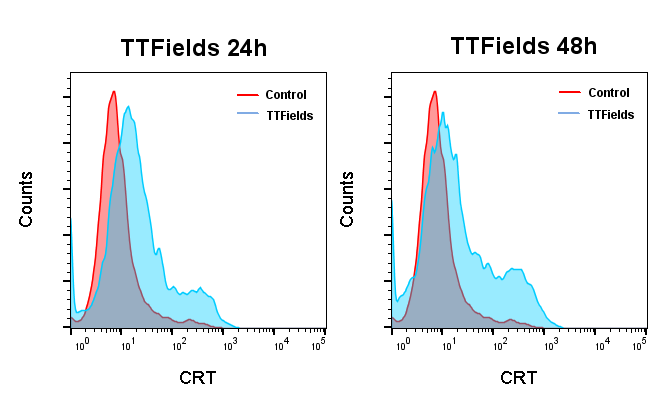 TTFields 24h
Control
TTFields
Counts
10^0 10^1 10^2 10^3 10^4 10^5
CRT
TTFields 48h
Control
TTFields
Counts
10^0 10^1 10^2 10^3 10^4 10^5
CRT